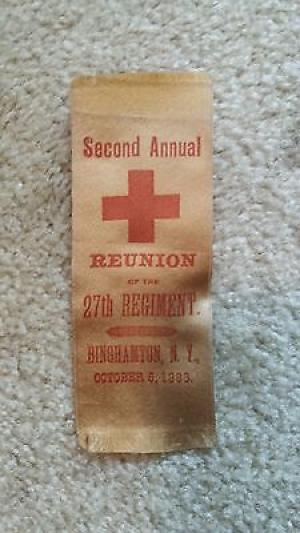 Second Annual
REUNION
OF THE
27th REGIMENT.
BINGHAMTON, N. Y.,
OCTOBER 5, 1883.